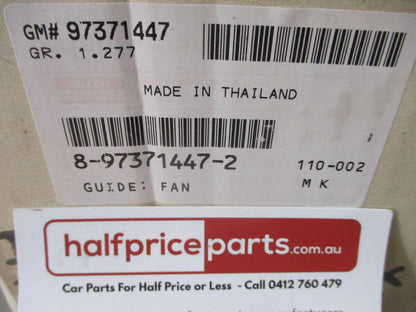 GM# 97371447
GR. 1.277
MADE IN THAILAND
8-97371447-2
110-002
GUIDE: FAN
M K
halfpriceparts.com.au
Car Parts For Half Price or Less - Call 0412 760 479